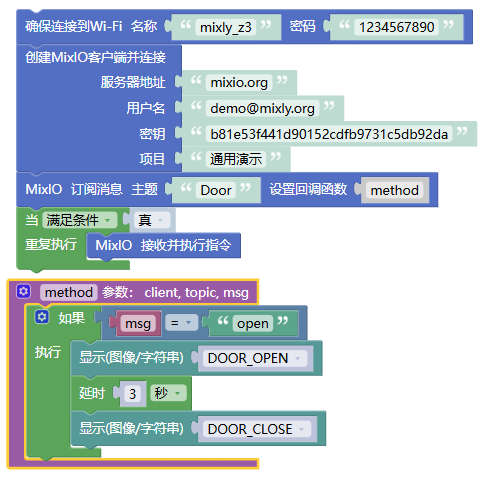 确保连接到Wi-Fi 名称 “ mixly_z3 ” 密码 “ 1234567890 ”
创建MixIO客户端并连接
服务器地址 “ mixio.org ”
用户名 “ demo@mixly.org ”
密钥 “ b81e53f441d90152cdfb9731c5db92da ”
项目 “ 通用演示 ”
MixIO 订阅消息 主题 “ Door ” 设置回调函数 method
当 满足条件 真
重复执行 MixIO 接收并执行指令
method 参数: client, topic, msg
如果 msg = “ open ”
执行
显示(图像/字符串) DOOR_OPEN
延时 3 秒
显示(图像/字符串) DOOR_CLOSE